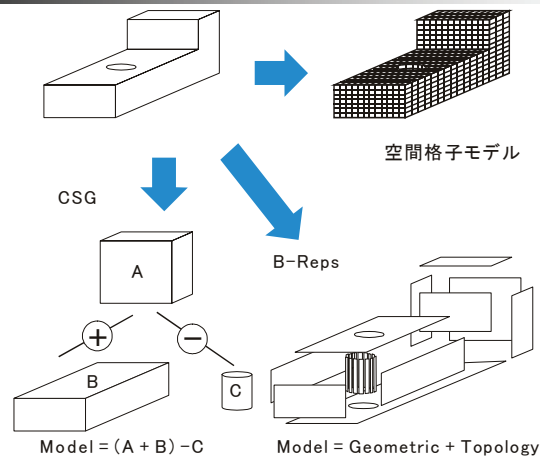 空間格子モデル
CSG
B-Reps
A
+
−
B
C
Model = (A + B) - C
Model = Geometric + Topology